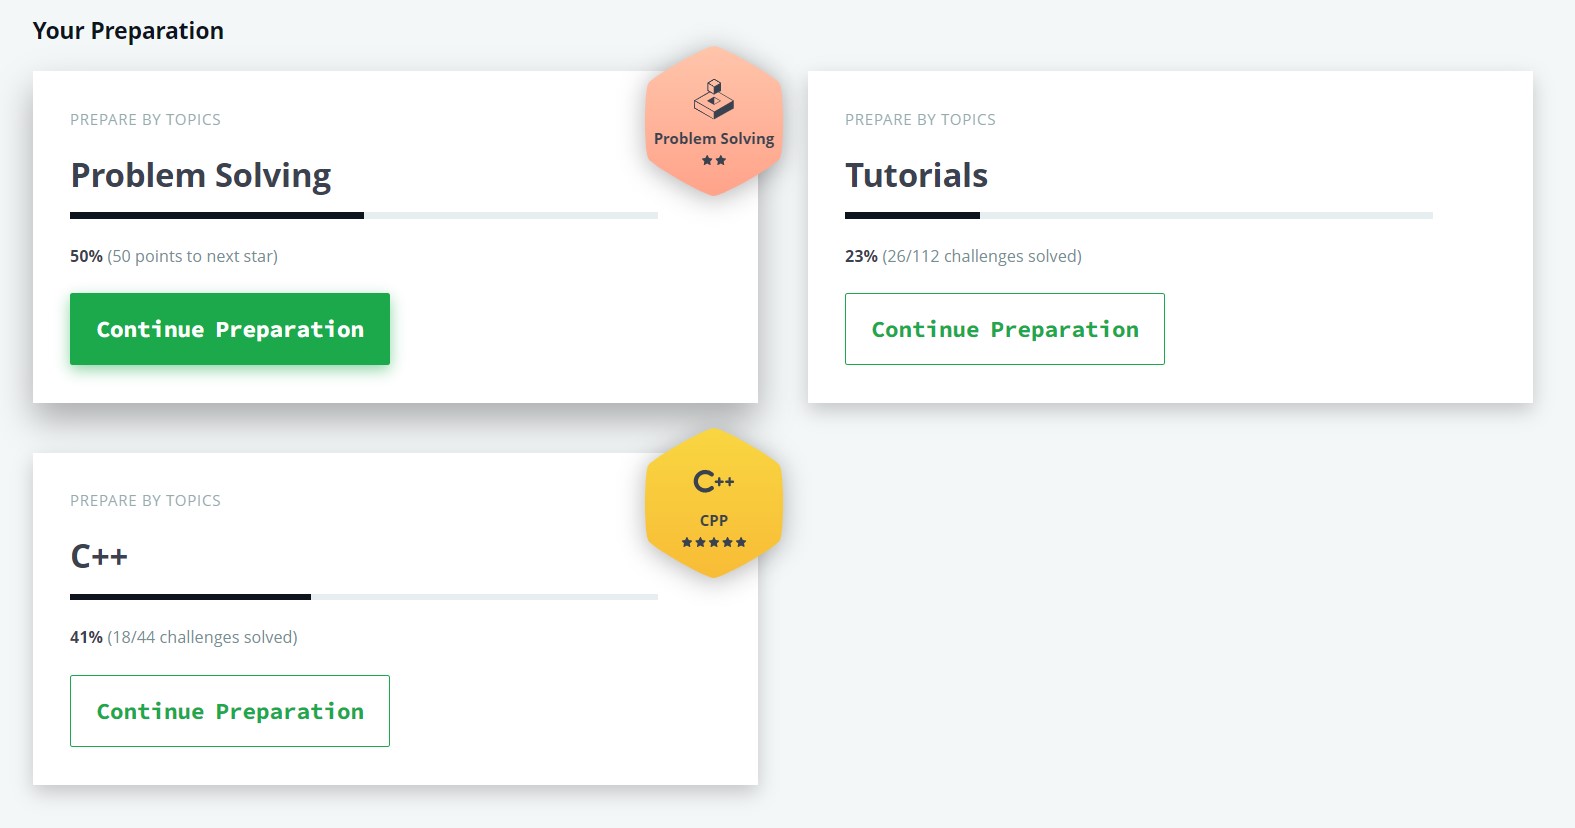 Your Preparation
PREPARE BY TOPICS
Problem Solving
50% (50 points to next star)
Continue Preparation
Problem Solving
PREPARE BY TOPICS
Tutorials
23% (26/112 challenges solved)
Continue Preparation
PREPARE BY TOPICS
C++
41% (18/44 challenges solved)
Continue Preparation
C++
CPP